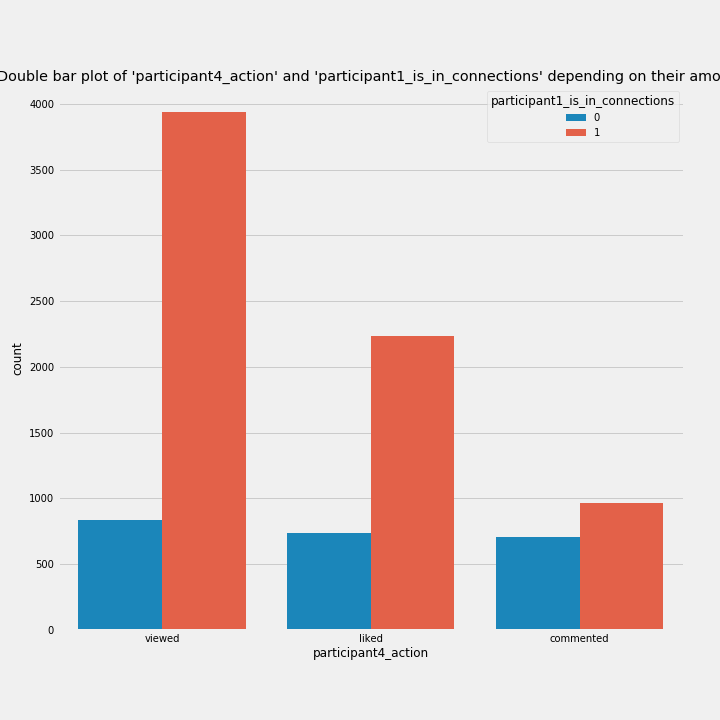 Double bar plot of 'participant4_action' and 'participant1_is_in_connections' depending on their amo
participant1_is_in_connections
0
1
4000
3500
3000
2500
2000
1500
1000
500
0
count
viewed
liked
commented
participant4_action